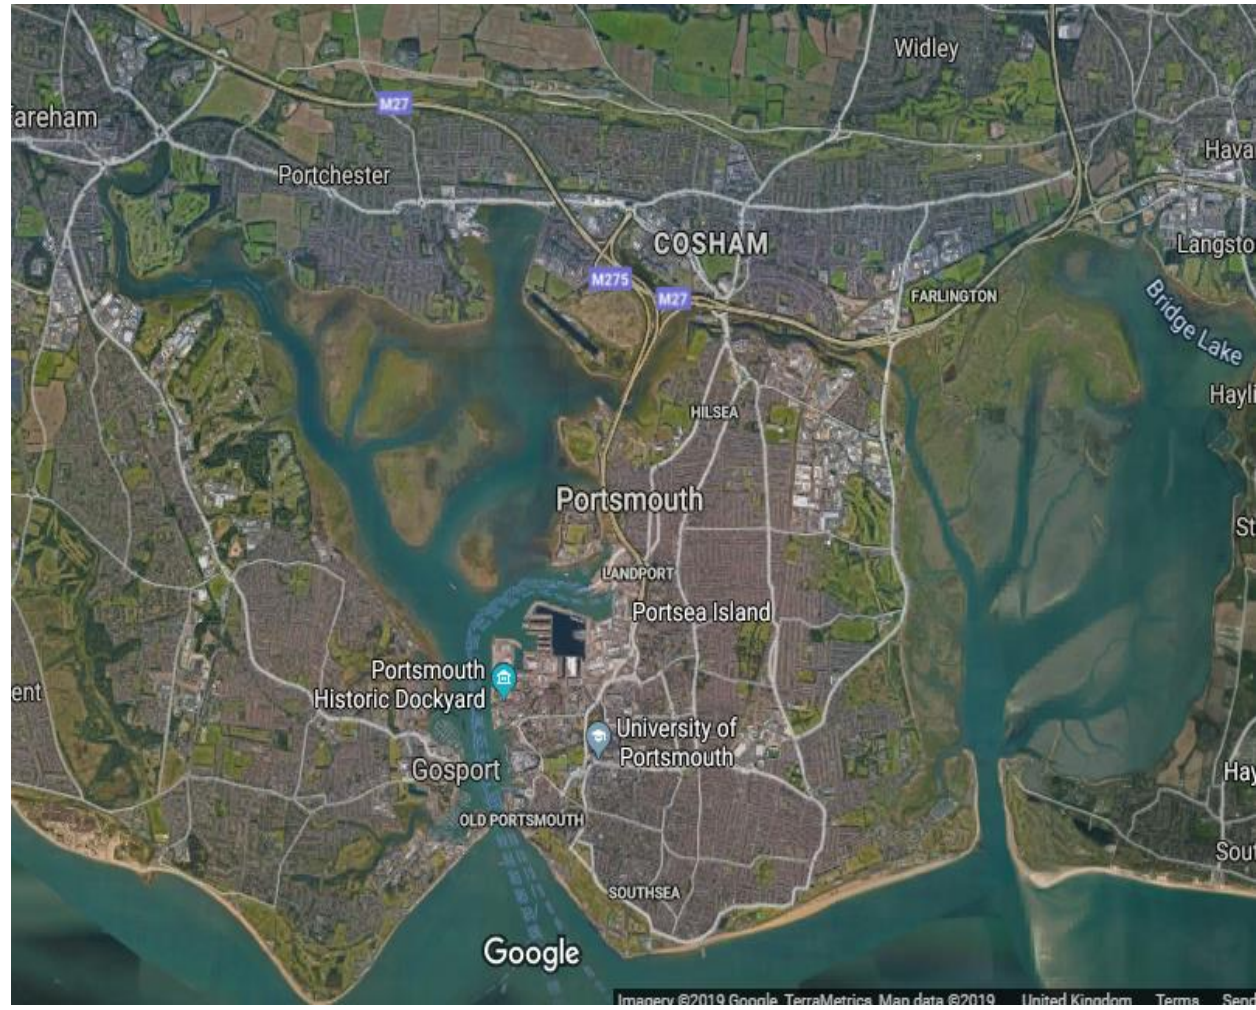 Widley
M27
areham
Hava
Portchester
COSHAM
Langsto
M275
M27
FARLINGTON
Bridge Lake
Hayli
HILSEA
Portsmouth
St
LANDPORT
Portsea Island
Portsmouth
Historic Dockyard
ent
University of
Portsmouth
Gosport
Hay
OLD PORTSMOUTH
Sout
SOUTHSEA
Google
Imagery ©2019 Google, TerraMetrics, Map data ©2019 United Kingdom Terms Send